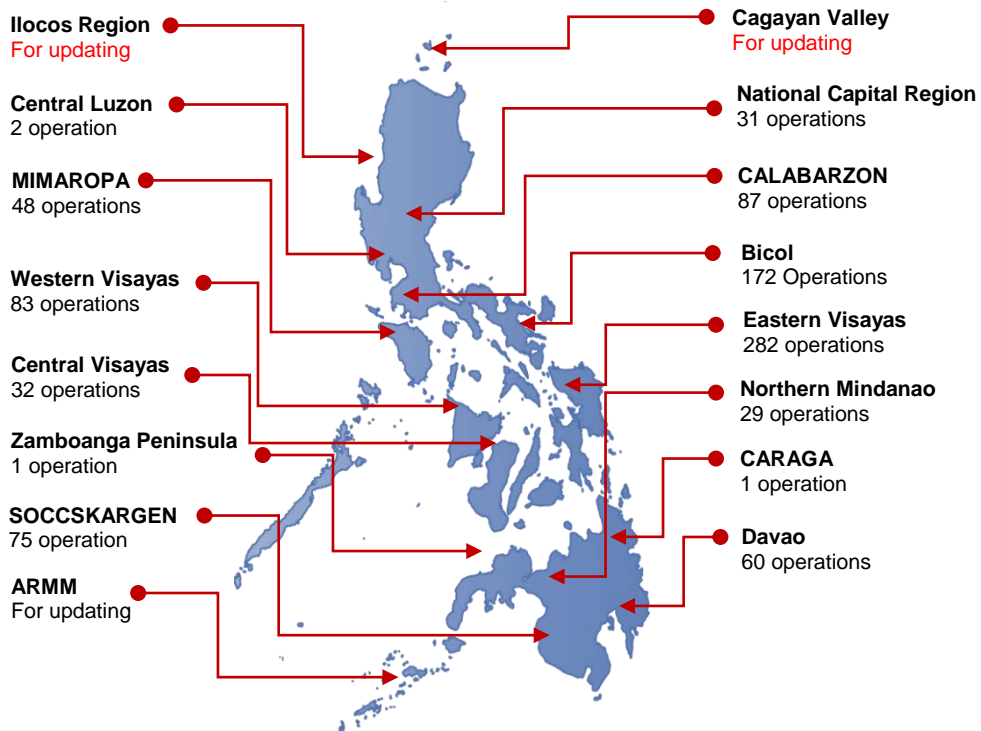 Ilocos Region
For updating
Central Luzon
2 operation
MIMAROPA
48 operations
Western Visayas
83 operations
Central Visayas
32 operations
Zamboanga Peninsula
1 operation
SOCCSKARGEN
75 operation
ARMM
For updating
Cagayan Valley
For updating
National Capital Region
31 operations
CALABARZON
87 operations
Bicol
172 Operations
Eastern Visayas
282 operations
Northern Mindanao
29 operations
CARAGA
1 operation
Davao
60 operations